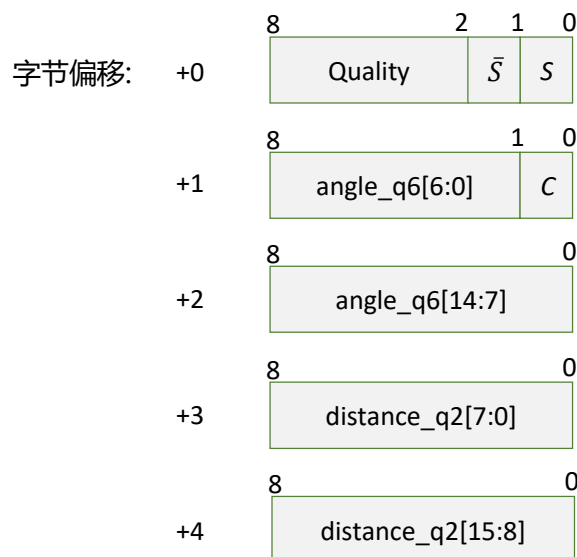 8 2 1 0
字节偏移: +0 Quality S̄ S
8 1 0
+1 angle_q6[6:0] C
8 0
+2 angle_q6[14:7]
8 0
+3 distance_q2[7:0]
8 0
+4 distance_q2[15:8]